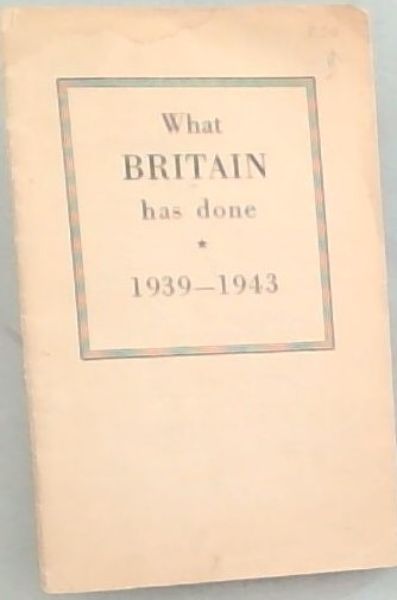 What
BRITAIN
has done
★
1939—1943